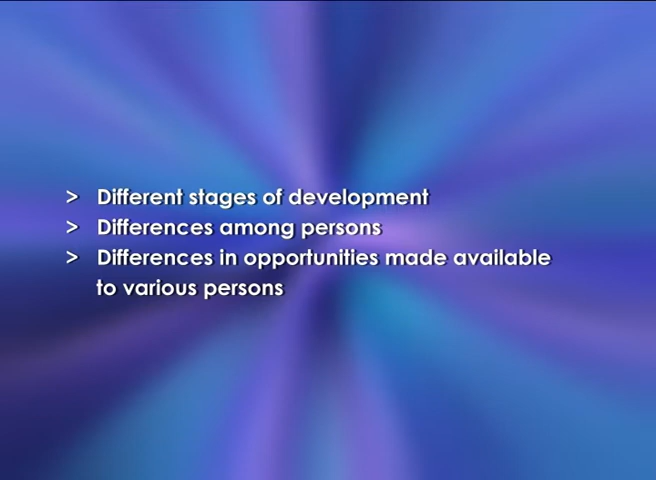 > Different stages of development
> Differences among persons
> Differences in opportunities made available
to various persons